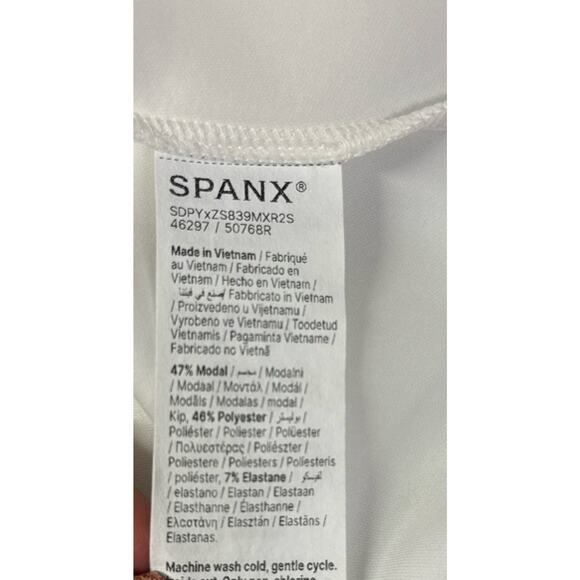 SPANX®
SDPYxZS839MXR2S
46297 / 50768R
Made in Vietnam / Fabriqué
au Vietnam / Fabricado en
Vietnam / Hecho en Vietnam /
صنع في فيتنا / Fabbricato in Vietnam
/ Proizvedeno u Vijetnamu /
Vyrobeno ve Vietnamu / Toodetud
Vietnamis / Pagaminta Vietname /
Fabricado no Vietnã
47% Modal / / Modalni
/ Modaal / Μοντάλ / Modál /
Modāls / Modalas / modal /
Kip, 46% Polyester / بوليستر /
Poliéster / Poliester / Polüester
/ Πολυεστέρας / Poliészter /
Poliestere / Poliesters / Poliesteris
/ poliéster, 7% Elastane /
/ elastano / Elastan / Elastaan
/ Elasthanne / Élasthanne /
Ελαστάνη / Elasztán / Elastāns /
Elastanas.
Machine wash cold, gentle cycle.
Only non-chlorine